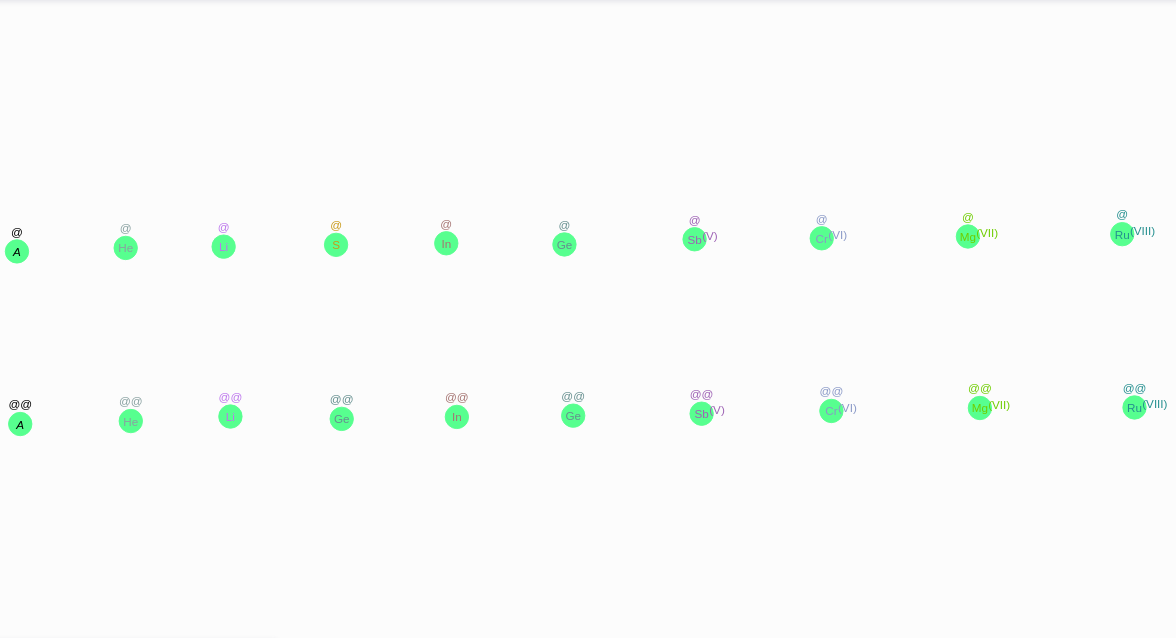 @ @ @ @ @ @ @ @ @ @
A He Li S In Ge Sb(V) Cr(VI) Mg(VII) Ru(VIII)
@@ @@ @@ @@ @@ @@ @@ @@ @@ @@
A He Li Ge In Ge Sb(V) Cr(VI) Mg(VII) Ru(VIII)